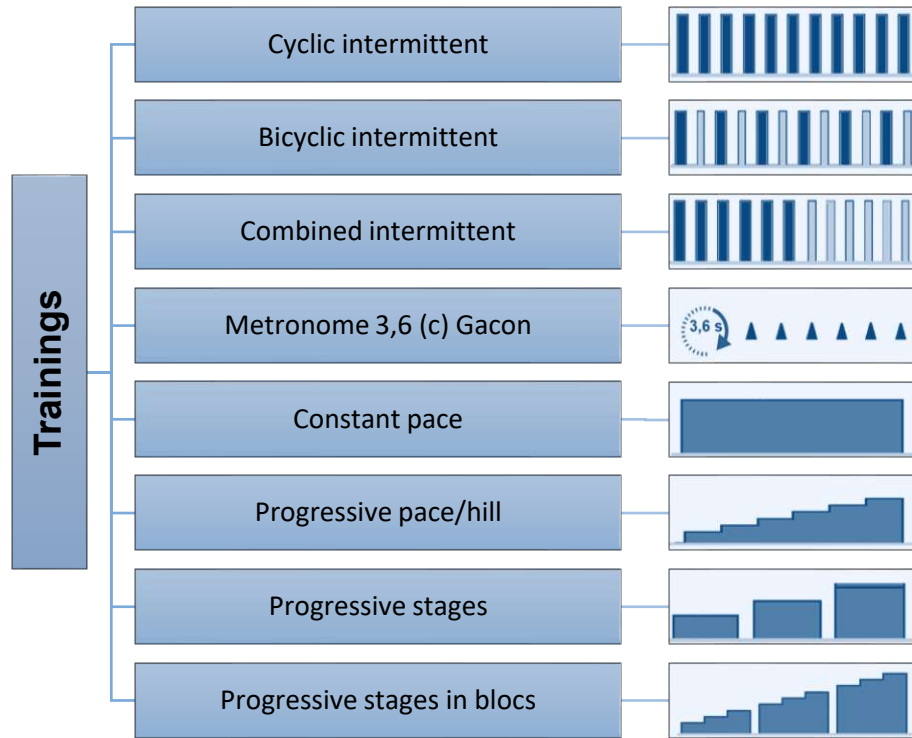 Trainings
Cyclic intermittent
Bicyclic intermittent
Combined intermittent
Metronome 3,6 (c) Gacon
3,6 s
Constant pace
Progressive pace/hill
Progressive stages
Progressive stages in blocs